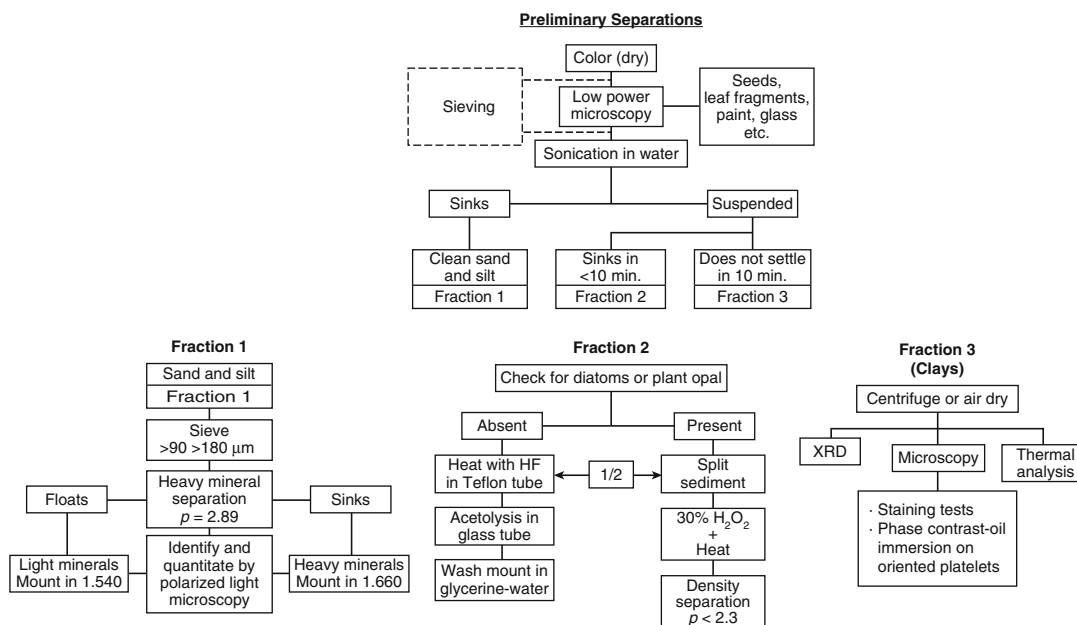 Preliminary Separations
Color (dry)
Sieving
Low power
microscopy
Seeds,
leaf fragments,
paint, glass
etc.
Sonication in water
Sinks
Suspended
Clean sand
and silt
Fraction 1
Sinks in
<10 min.
Fraction 2
Does not settle
in 10 min.
Fraction 3
Fraction 1
Sand and silt
Fraction 1
Sieve
>90 >180 μm
Floats
Heavy mineral
separation
p = 2.89
Sinks
Light minerals
Mount in 1.540
Identify and
quantitate by
polarized light
microscopy
Heavy minerals
Mount in 1.660
Fraction 2
Check for diatoms or plant opal
Absent
Present
Heat with HF
in Teflon tube
1/2
Split
sediment
Acetolysis in
glass tube
30% H₂O₂
+
Heat
Wash mount in
glycerine-water
Density
separation
p < 2.3
Fraction 3
(Clays)
Centrifuge or air dry
XRD
Microscopy
Thermal
analysis
· Staining tests
· Phase contrast-oil
immersion on
oriented platelets